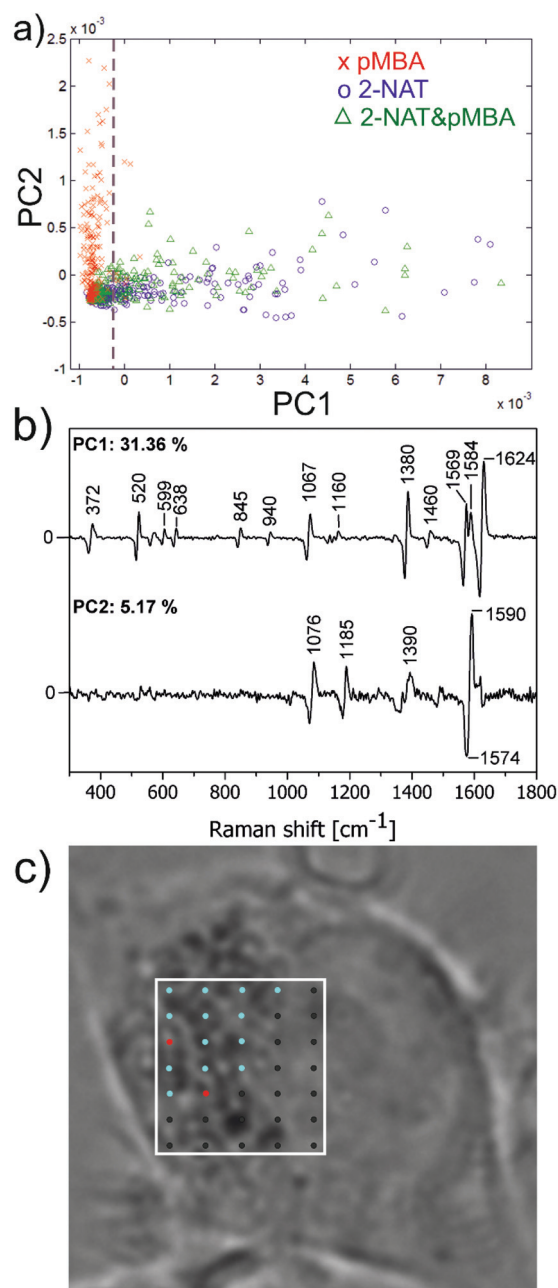 a)
x 10⁻³
2.5
2
1.5
1
0.5
0
-0.5
-1
PC2
x pMBA
o 2-NAT
△ 2-NAT&pMBA
-1 0 1 2 3 4 5 6 7 8
x 10⁻³
PC1
b)
PC1: 31.36 %
372
520
599
638
845
940
1067
1160
1380
1460
1569
1584
1624
0
PC2: 5.17 %
1076
1185
1390
1590
1574
0
400 600 800 1000 1200 1400 1600 1800
Raman shift [cm⁻¹]
c)